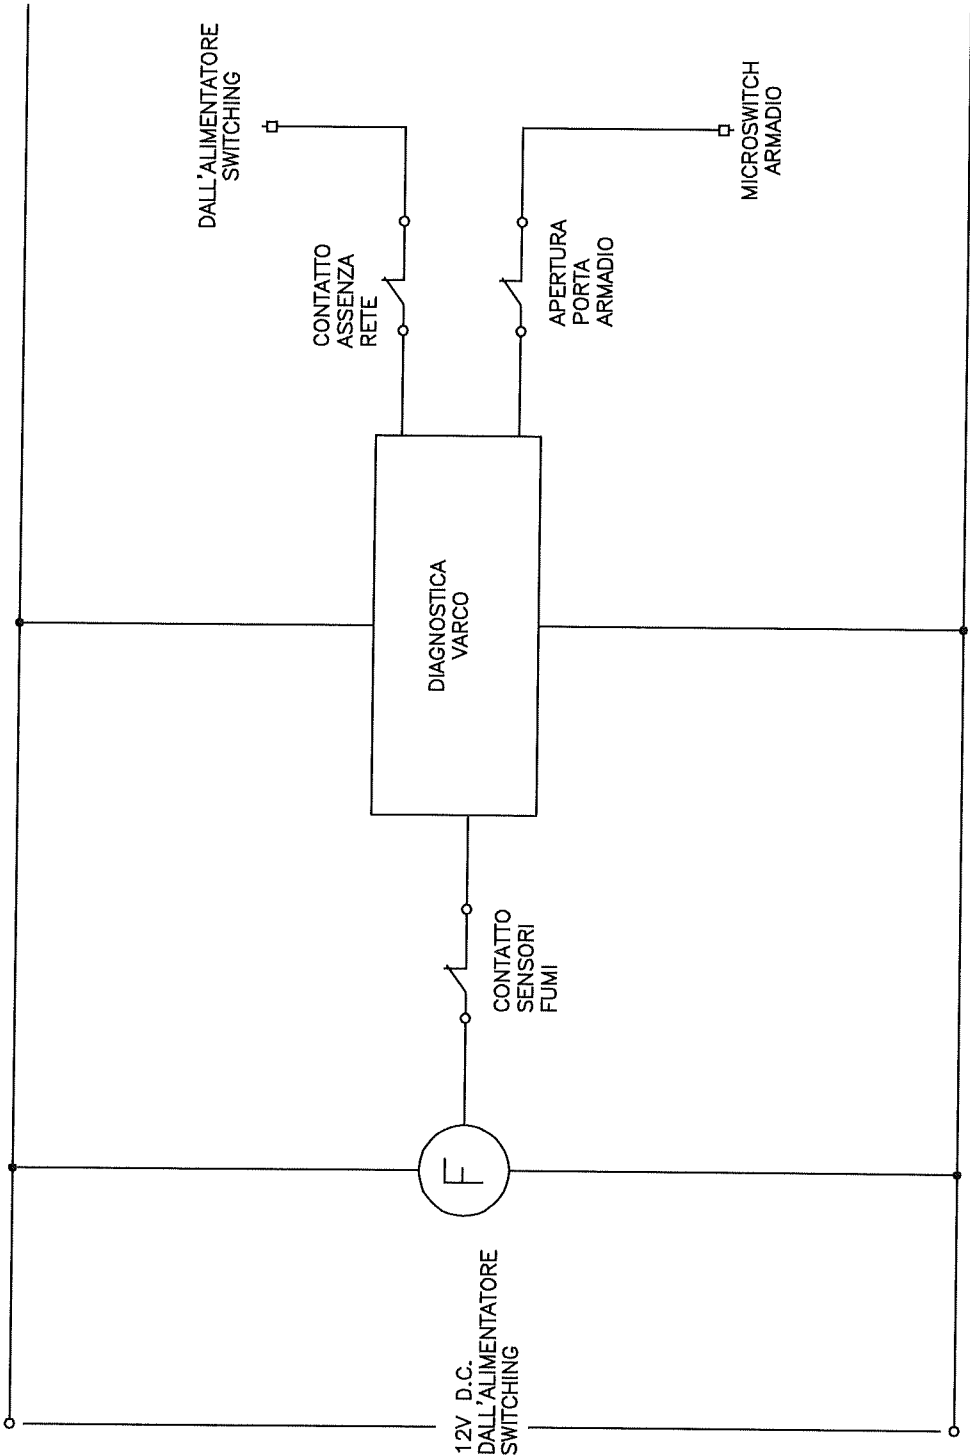 12V D.C.
DALL'ALIMENTATORE
SWITCHING
F
CONTATTO
SENSORI
FUMI
DIAGNOSTICA
VARCO
CONTATTO
ASSENZA
RETE
APERTURA
PORTA
ARMADIO
DALL'ALIMENTATORE
SWITCHING
MICROSWITCH
ARMADIO